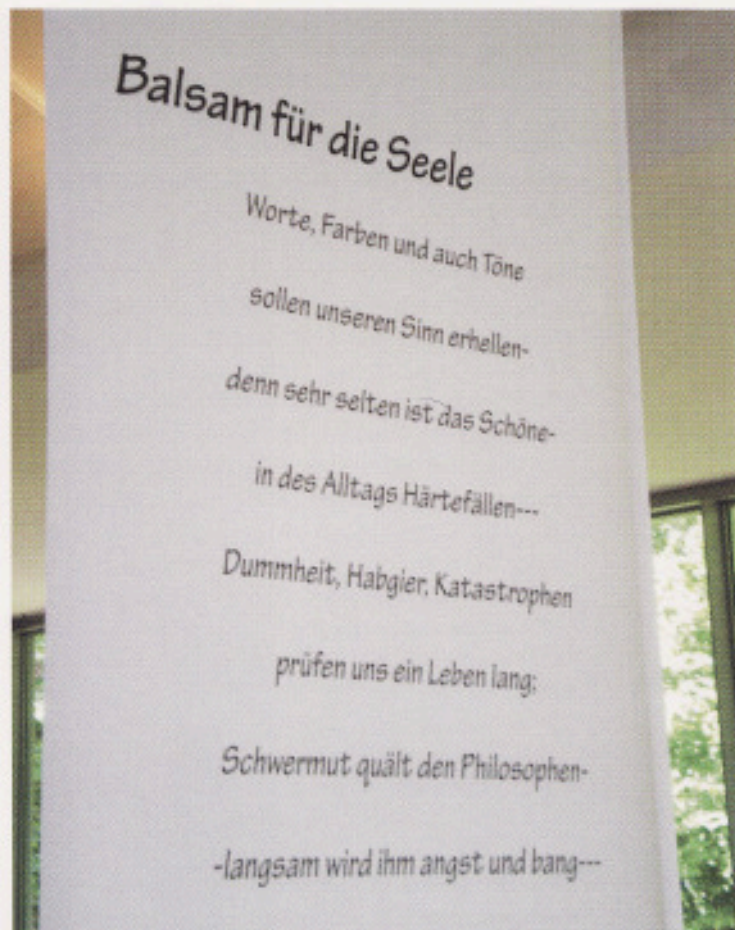 Balsam für die Seele
Worte, Farben und auch Töne
sollen unseren Sinn erhellen-
denn sehr selten ist das Schöne-
in des Alltags Härtefällen---
Dummheit, Habgier, Katastrophen
prüfen uns ein Leben lang;
Schwermut quält den Philosophen-
-langsam wird ihm angst und bang---